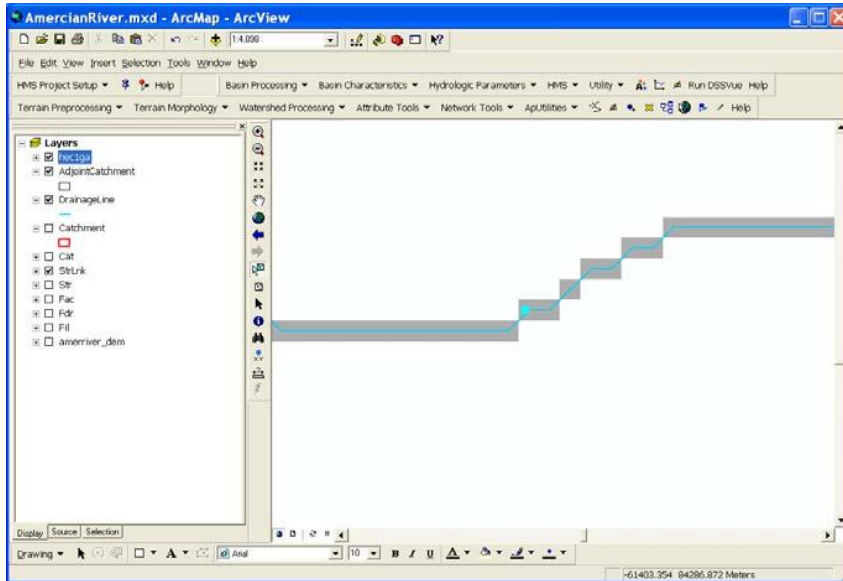 AmercianRiver.mxd - ArcMap - ArcView
1:4,098
File Edit View Insert Selection Tools Window Help
HMS Project Setup Help Basin Processing Basin Characteristics Hydrologic Parameters HMS Utility Run DSSVue Help
Terrain Preprocessing Terrain Morphology Watershed Processing Attribute Tools Network Tools ApUtilities Help
Layers
hec1ga
AdjointCatchment
DrainageLine
Catchment
Cat
StrLnk
Str
Fac
Fdr
Fil
amerriver_dem
XY
Display Source Selection
Drawing A Arial 10 B I U A
-61403.354 84286.872 Meters